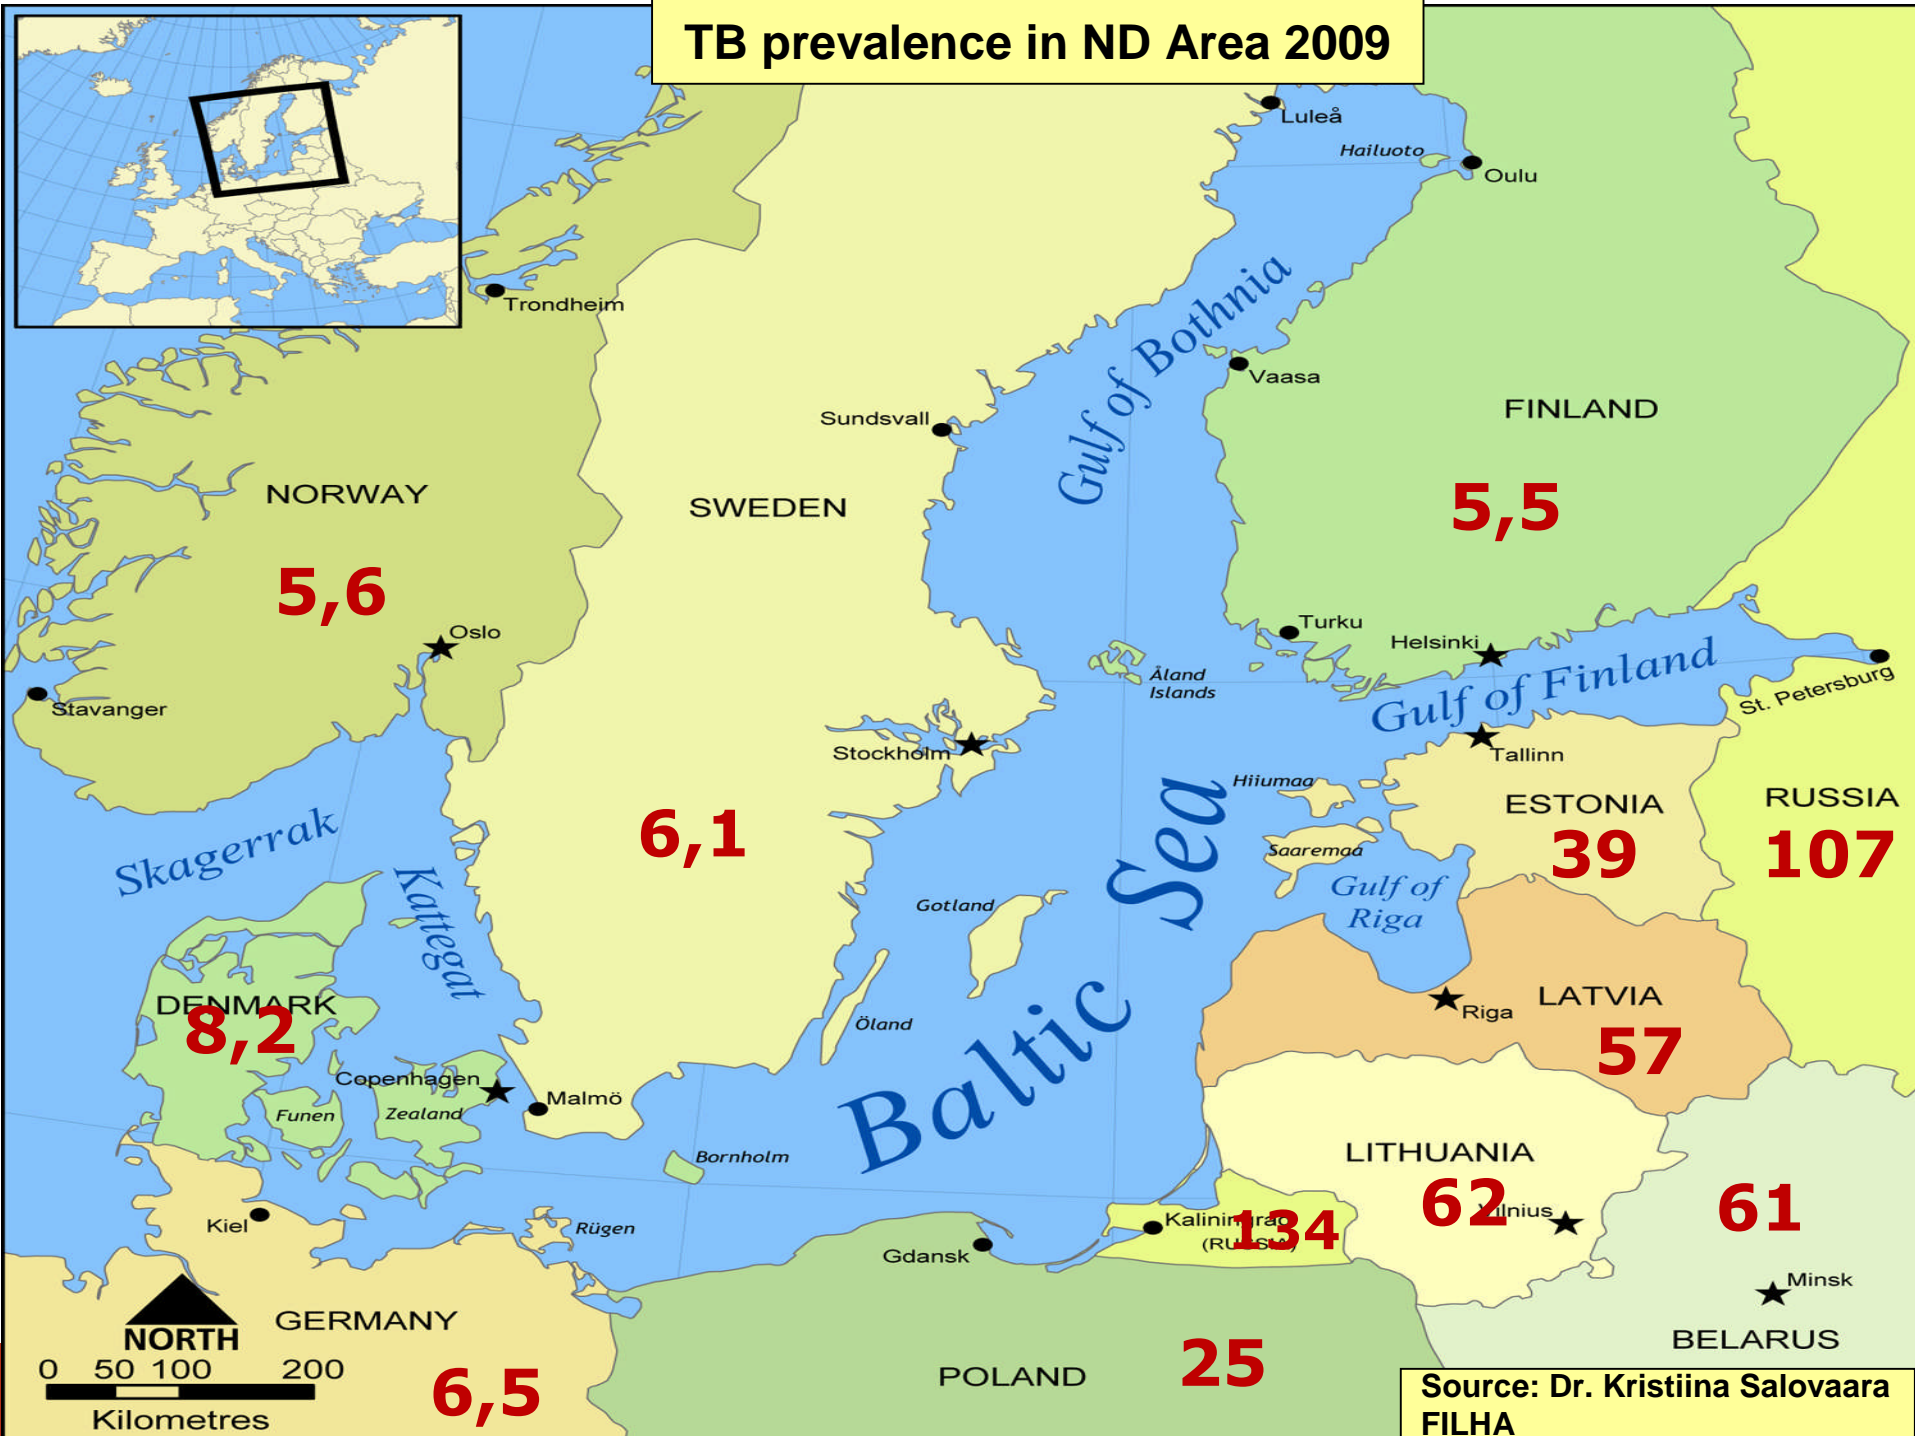 TB prevalence in ND Area 2009
Luleå
Hailuoto
Oulu
Trondheim
Gulf of Bothnia
Vaasa
Sundsvall
FINLAND
5,5
NORWAY
5,6
SWEDEN
6,1
Oslo
Stavanger
Turku
Helsinki
Åland
Islands
Gulf of Finland
St. Petersburg
Stockholm
Tallinn
Hiiumaa
ESTONIA
39
RUSSIA
107
Saaremaa
Gulf of
Riga
Skagerrak
Kattegat
Gotland
Baltic Sea
Öland
DENMARK
8,2
Riga
LATVIA
57
Copenhagen
Malmö
Funen
Zealand
Bornholm
LITHUANIA
62
Vilnius
61
Kiel
Rügen
Gdansk
Kaliningrad
(RUSSIA)
134
Minsk
BELARUS
NORTH
GERMANY
6,5
0 50 100 200
Kilometres
POLAND
25
Source: Dr. Kristiina Salovaara
FILHA